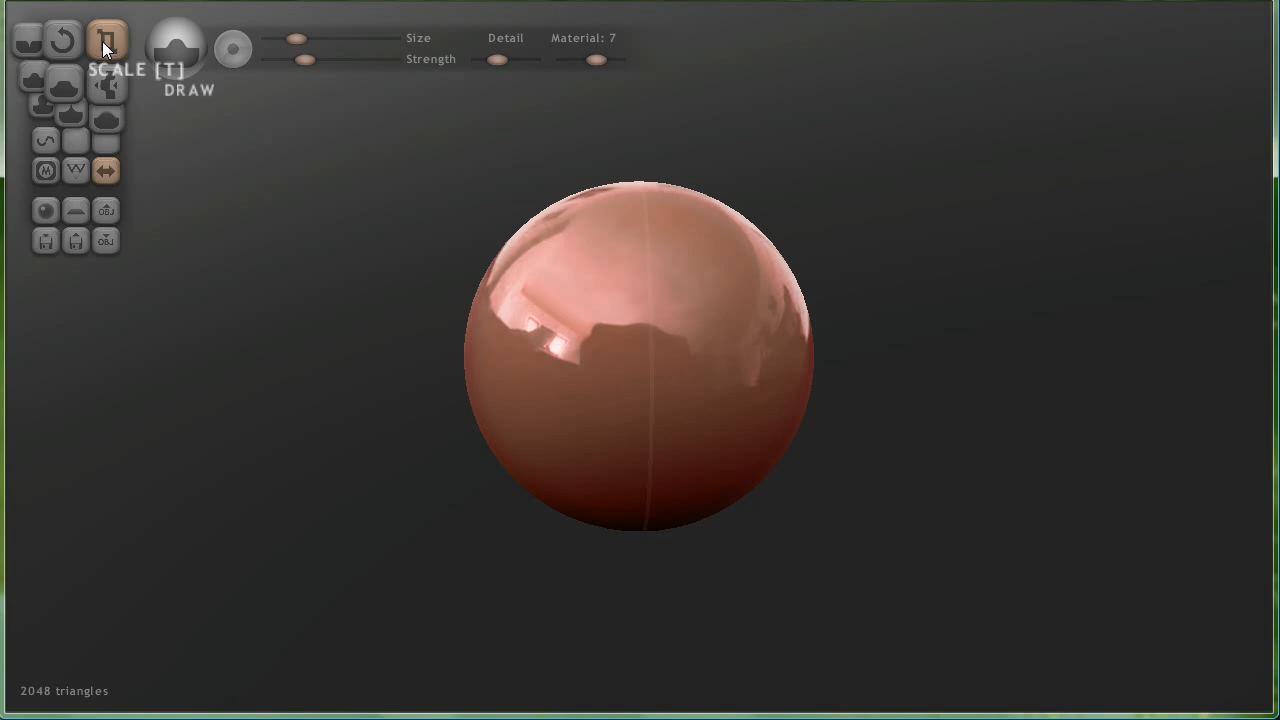 Size
Detail
Material: 7
Strength
SCALE [T]
DRAW
M
OBJ
OBJ
2048 triangles